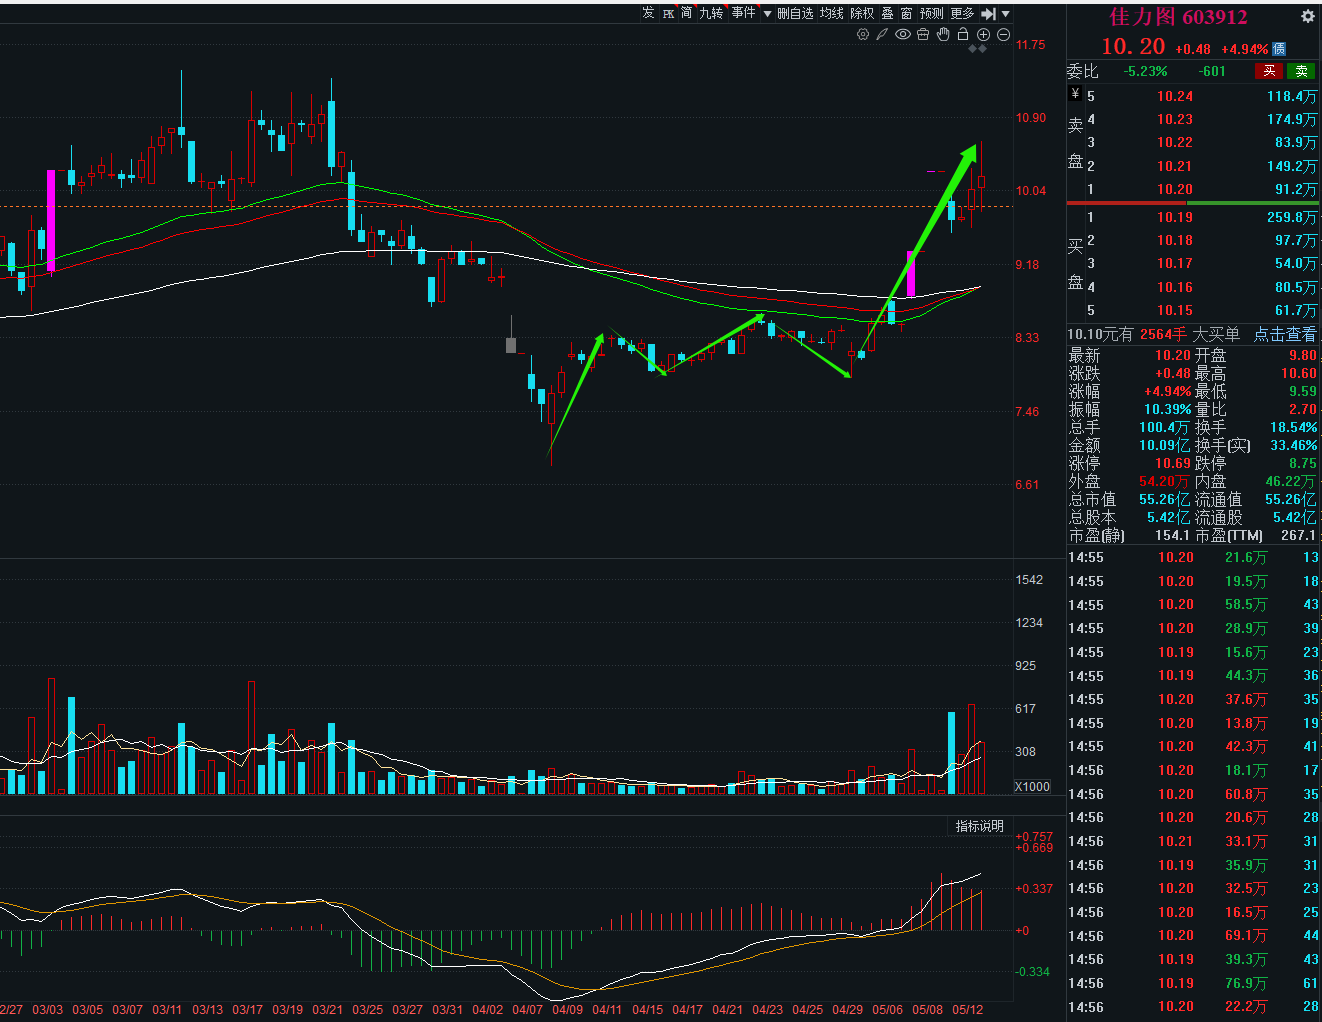 发 PK 简 九转 事件 删自选 均线 除权 叠 窗 预测 更多
佳力图 603912
10.20 +0.48 +4.94% 债
委比 -5.23% -601 买 卖
¥
卖盘
5 10.24 118.4万
4 10.23 174.9万
3 10.22 83.9万
2 10.21 149.2万
1 10.20 91.2万
买盘
1 10.19 259.8万
2 10.18 97.7万
3 10.17 54.0万
4 10.16 80.5万
5 10.15 61.7万
10.10元有 2564手 大买单 点击查看
最新 10.20 开盘 9.80
涨跌 +0.48 最高 10.60
涨幅 +4.94% 最低 9.59
振幅 10.39% 量比 2.70
总手 100.4万 换手 18.54%
金额 10.09亿 换手(实) 33.46%
涨停 10.69 跌停 8.75
外盘 54.20万 内盘 46.22万
总市值 55.26亿 流通值 55.26亿
总股本 5.42亿 流通股 5.42亿
市盈(静) 154.1 市盈(TTM) 267.1
14:55 10.20 21.6万 13
14:55 10.20 19.5万 18
14:55 10.20 58.5万 43
14:55 10.20 28.9万 39
14:55 10.19 15.6万 23
14:55 10.19 44.3万 36
14:55 10.20 37.6万 35
14:55 10.20 13.8万 19
14:55 10.20 42.3万 41
14:56 10.20 18.1万 17
14:56 10.20 60.8万 35
14:56 10.20 20.6万 28
14:56 10.21 33.1万 31
14:56 10.19 35.9万 31
14:56 10.20 32.5万 23
14:56 10.20 16.5万 25
14:56 10.20 69.1万 44
14:56 10.19 39.3万 43
14:56 10.19 76.9万 61
14:56 10.20 22.2万 28
11.75
10.90
10.04
9.18
8.33
7.46
6.61
1542
1234
925
617
308
X1000
指标说明
+0.757
+0.669
+0.337
+0
-0.334
2/27 03/03 03/05 03/07 03/11 03/13 03/17 03/19 03/21 03/25 03/27 03/31 04/02 04/07 04/09 04/11 04/15 04/17 04/21 04/23 04/25 04/29 05/06 05/08 05/12